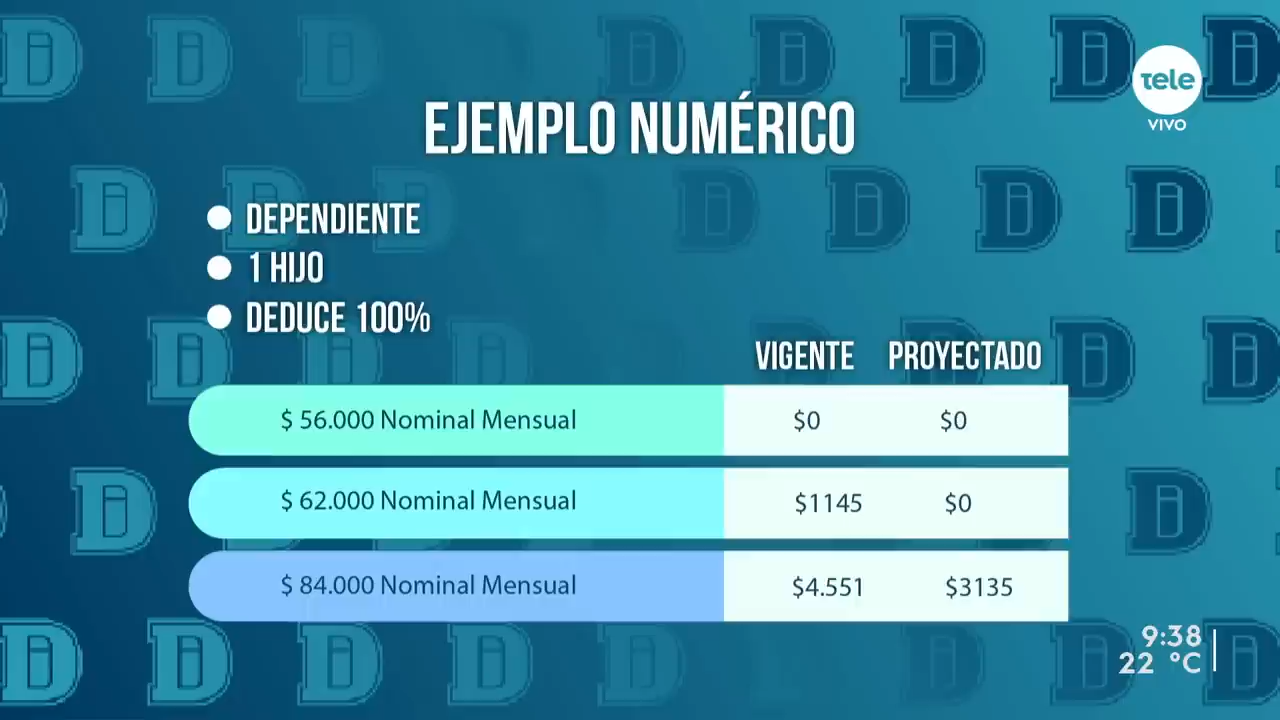 tele
VIVO
EJEMPLO NUMÉRICO
DEPENDIENTE
1 HIJO
DEDUCE 100%
VIGENTE PROYECTADO
$ 56.000 Nominal Mensual $0 $0
$ 62.000 Nominal Mensual $1145 $0
$ 84.000 Nominal Mensual $4.551 $3135
9:38
22 °C